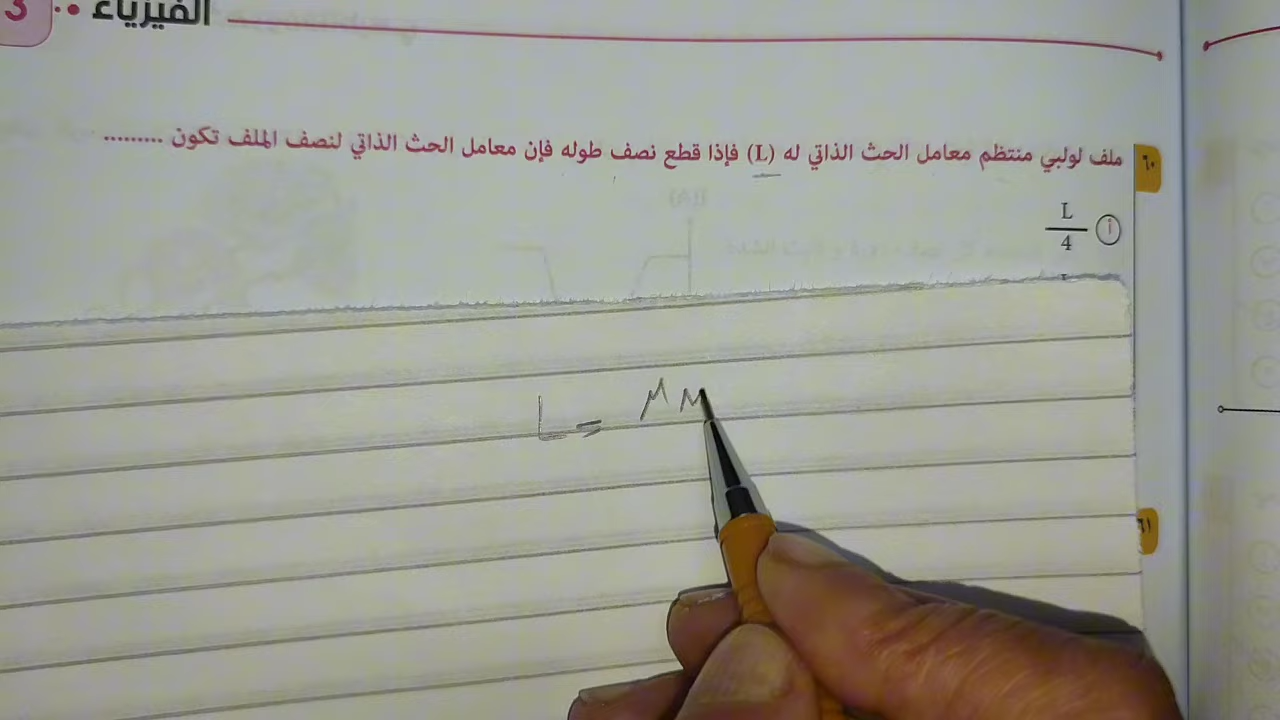 الفيزياء
3
٦٠ ملف لولبي منتظم معامل الحث الذاتي له (L) فإذا قطع نصف طوله فإن معامل الحث الذاتي لنصف الملف تكون .........
أ L/4
L = μ N
٦١